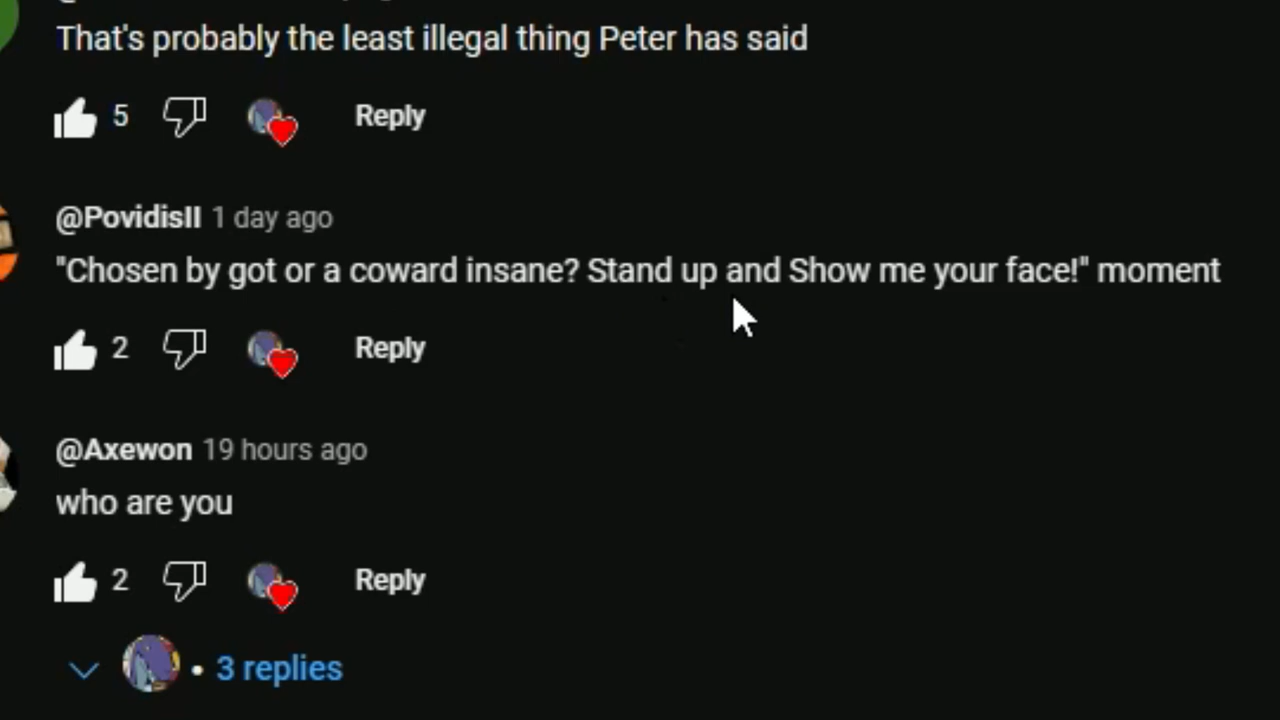 That's probably the least illegal thing Peter has said
5 Reply
@PovidisII 1 day ago
"Chosen by got or a coward insane? Stand up and Show me your face!" moment
2 Reply
@Axewon 19 hours ago
who are you
2 Reply
• 3 replies